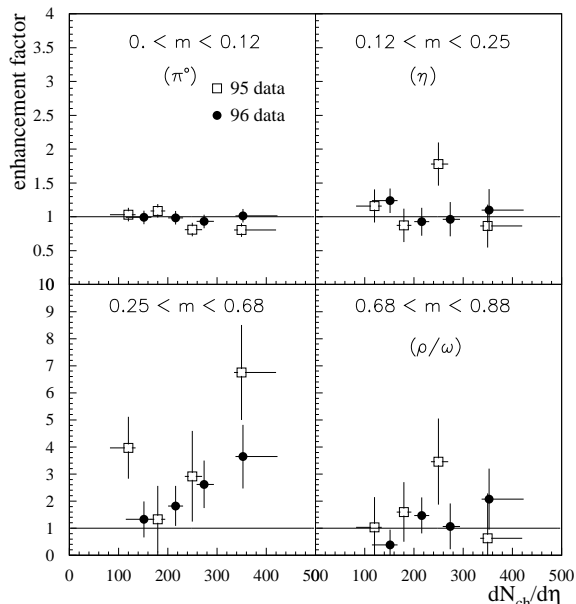 enhancement factor
4
3.5
3
2.5
2
1.5
1
0.5
10
0. < m < 0.12
(π°)
95 data
96 data
0.12 < m < 0.25
(η)
9
8
7
6
5
4
3
2
1
0
0.25 < m < 0.68
0.68 < m < 0.88
(ρ/ω)
0 100 200 300 400 500 100 200 300 400 500
dN_ch/dη